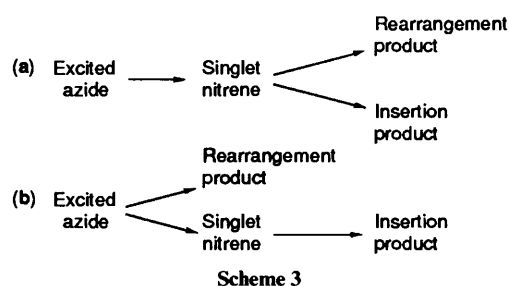 Rearrangement
product
(a) Excited
azide
Singlet
nitrene
Insertion
product
Rearrangement
product
(b) Excited
azide
Singlet
nitrene
Insertion
product
Scheme 3